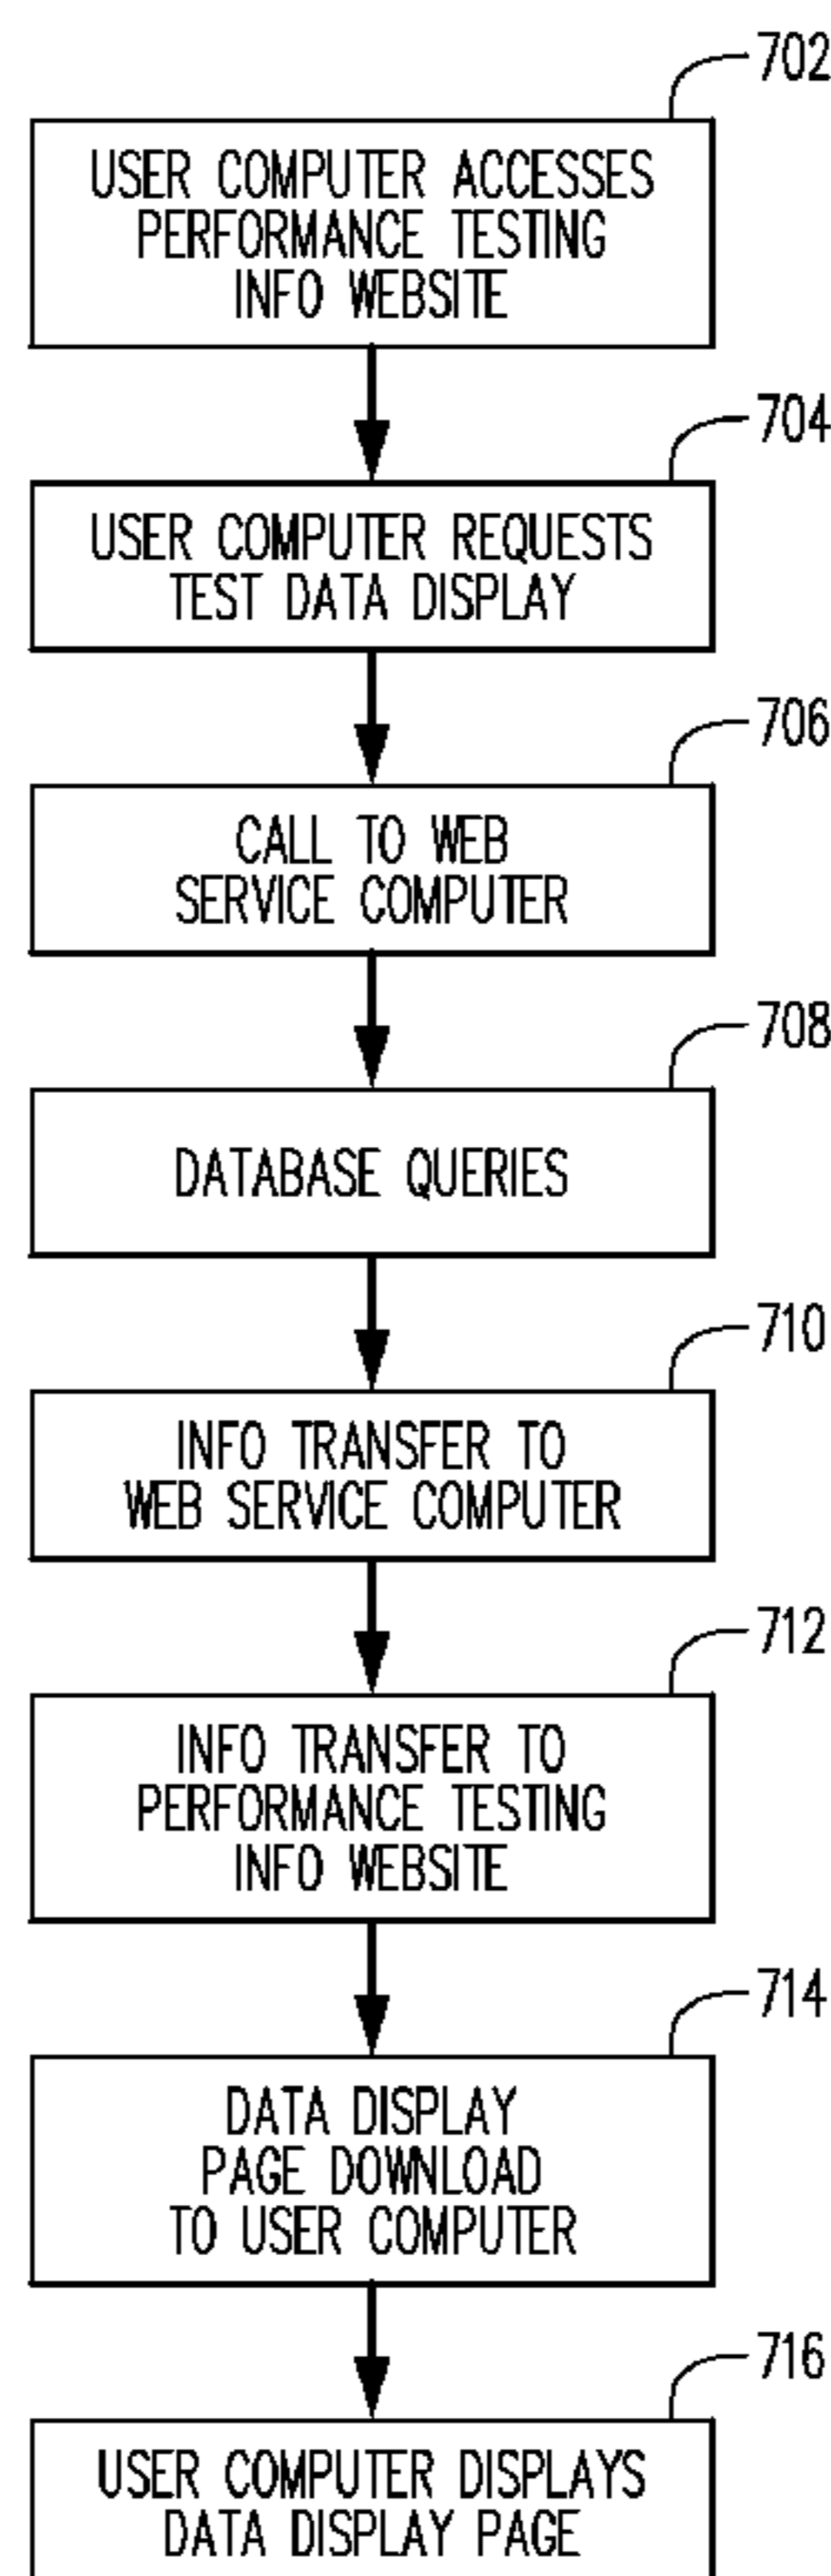 702
USER COMPUTER ACCESSES
PERFORMANCE TESTING
INFO WEBSITE
704
USER COMPUTER REQUESTS
TEST DATA DISPLAY
706
CALL TO WEB
SERVICE COMPUTER
708
DATABASE QUERIES
710
INFO TRANSFER TO
WEB SERVICE COMPUTER
712
INFO TRANSFER TO
PERFORMANCE TESTING
INFO WEBSITE
714
DATA DISPLAY
PAGE DOWNLOAD
TO USER COMPUTER
716
USER COMPUTER DISPLAYS
DATA DISPLAY PAGE